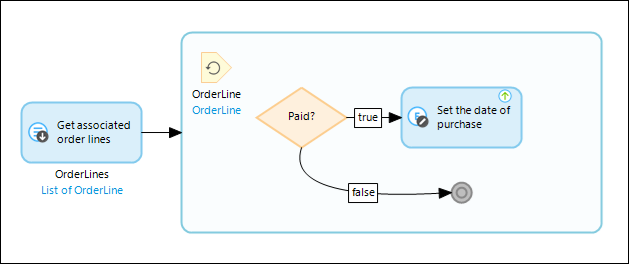 Get associated
order lines
OrderLines
List of OrderLine
OrderLine
OrderLine
Paid?
true
Set the date of
purchase
false